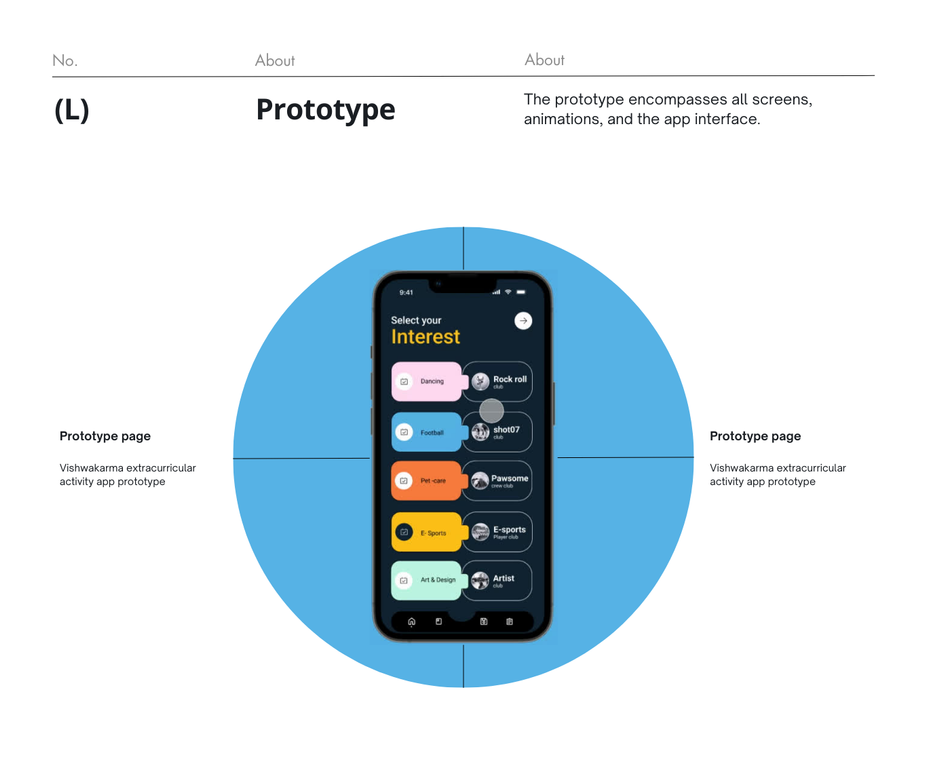 No.
About
About
(L)
Prototype
The prototype encompasses all screens,
animations, and the app interface.
9:41
Select your
Interest
Dancing
Rock roll
club
Football
shot07
club
Pet -care
Pawsome
crew club
E- Sports
E-sports
Player club
Art & Design
Artist
club
Prototype page
Vishwakarma extracurricular
activity app prototype
Prototype page
Vishwakarma extracurricular
activity app prototype